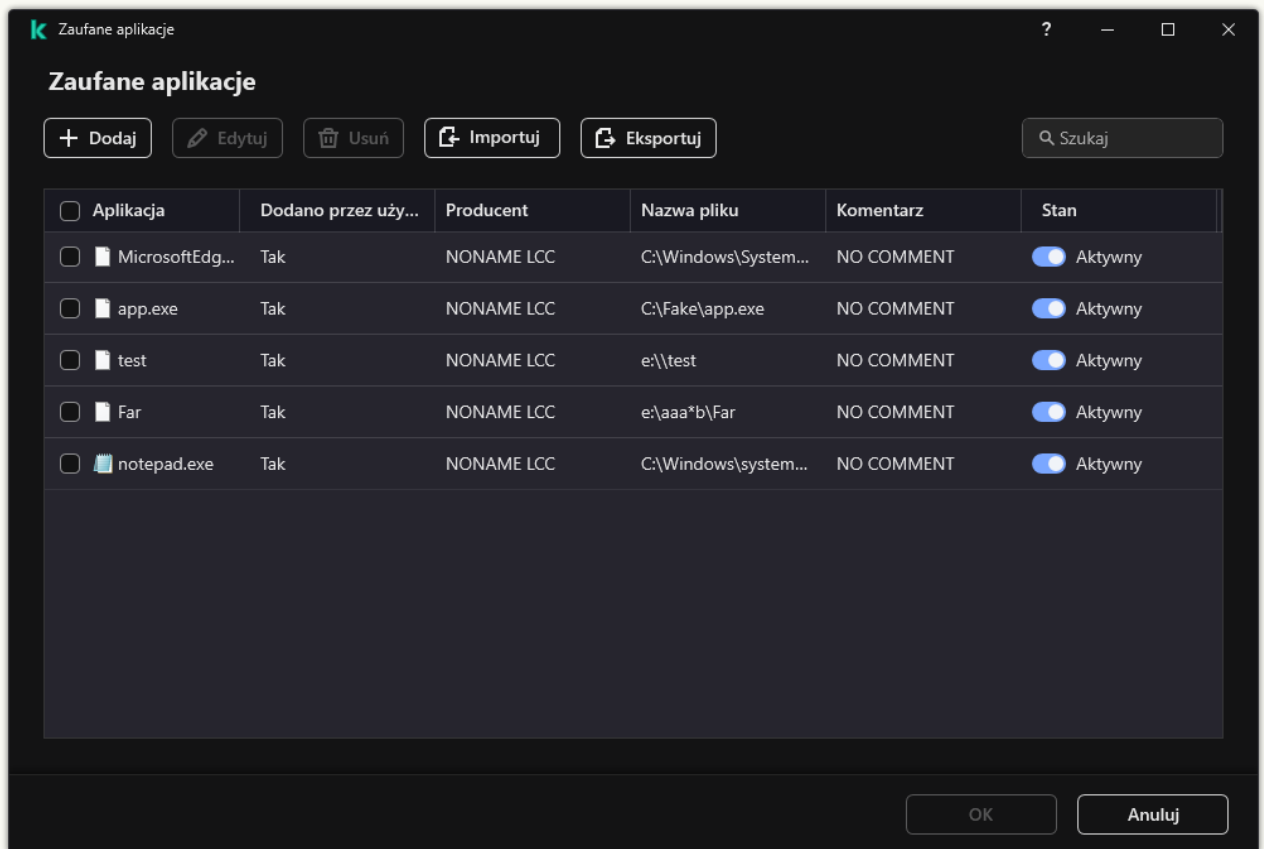 Zaufane aplikacje ?
Zaufane aplikacje
Dodaj Edytuj Usuń Importuj Eksportuj Szukaj
Aplikacja Dodano przez uży... Producent Nazwa pliku Komentarz Stan
MicrosoftEdg... Tak NONAME LCC C:\Windows\System... NO COMMENT Aktywny
app.exe Tak NONAME LCC C:\Fake\app.exe NO COMMENT Aktywny
test Tak NONAME LCC e:\\test NO COMMENT Aktywny
Far Tak NONAME LCC e:\aaa*b\Far NO COMMENT Aktywny
notepad.exe Tak NONAME LCC C:\Windows\system... NO COMMENT Aktywny
OK Anuluj